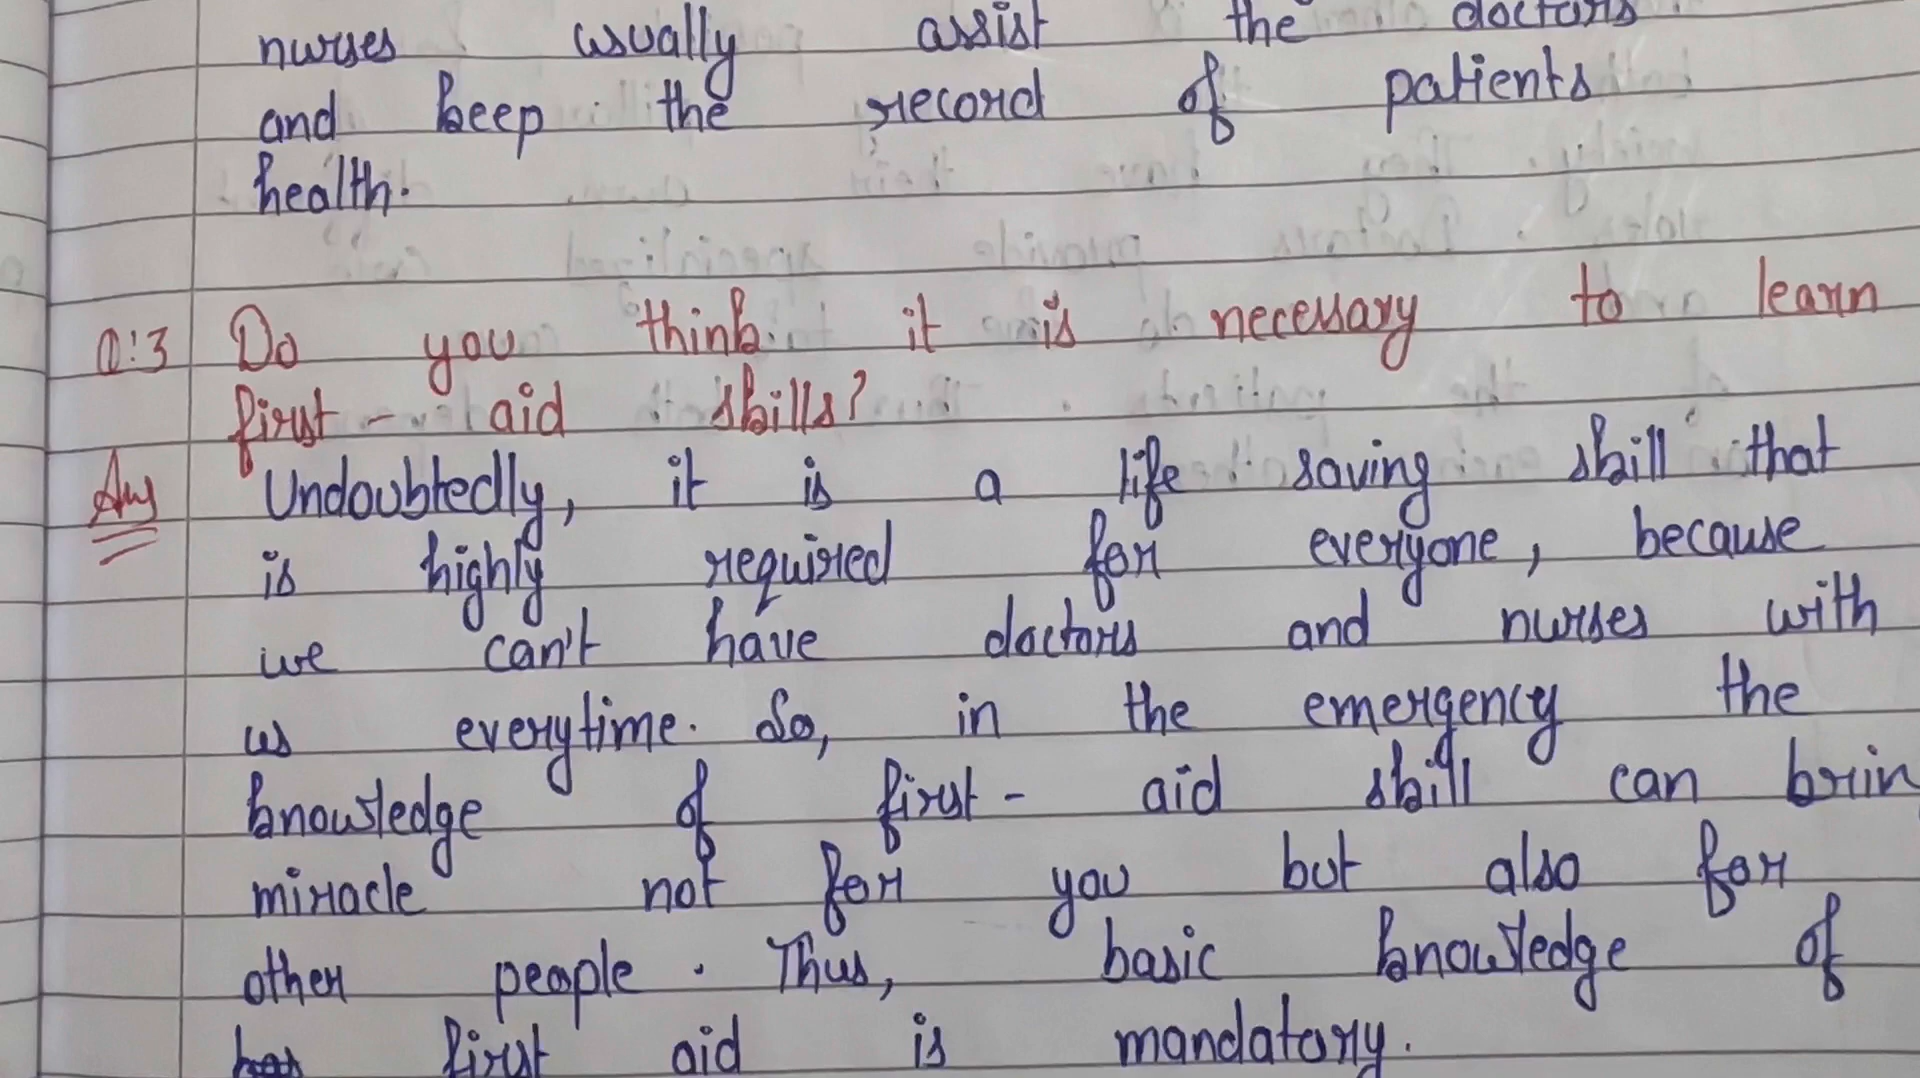 nurses usually assist the doctors
and keep the record of patients
health.
Q:3 Do you think it is necessary to learn
first - aid skills?
Ans Undoubtedly, it is a life saving skill that
is highly required for everyone, because
we can't have doctors and nurses with
us everytime. So, in the emergency the
knowledge of first - aid skill can brin
miracle not for you but also for
other people. Thus, basic knowledge of
first aid is mandatory.